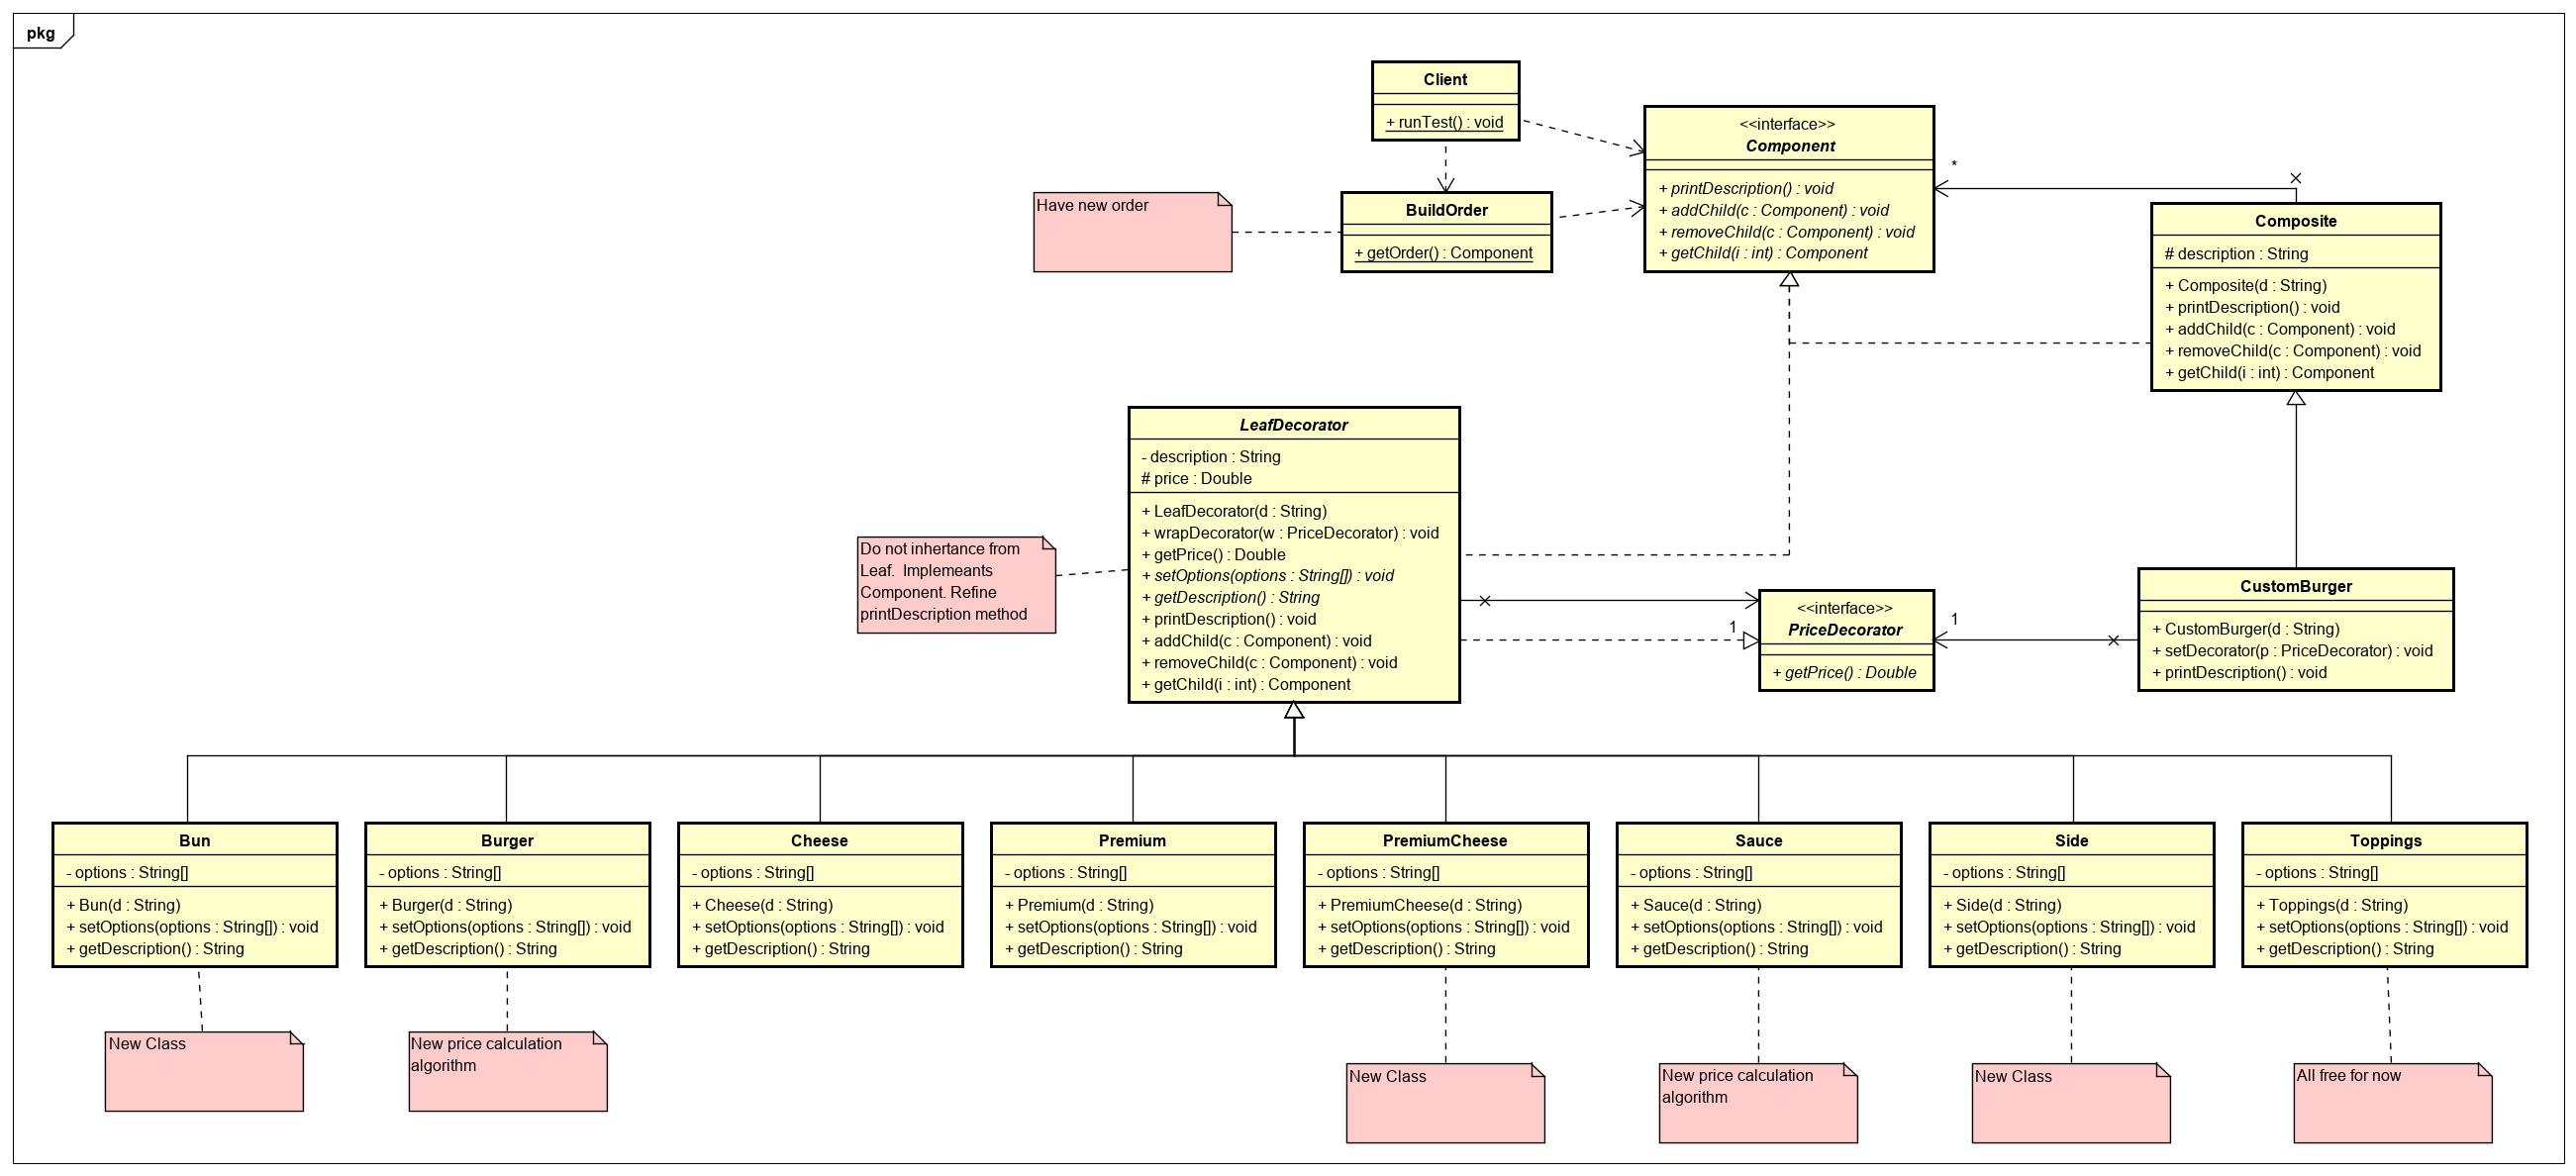 pkg
Client
+ runTest() : void
<<interface>>
Component
+ printDescription() : void
+ addChild(c : Component) : void
+ removeChild(c : Component) : void
+ getChild(i : int) : Component
*
Have new order
BuildOrder
+ getOrder() : Component
Composite
# description : String
+ Composite(d : String)
+ printDescription() : void
+ addChild(c : Component) : void
+ removeChild(c : Component) : void
+ getChild(i : int) : Component
LeafDecorator
- description : String
# price : Double
+ LeafDecorator(d : String)
+ wrapDecorator(w : PriceDecorator) : void
+ getPrice() : Double
+ setOptions(options : String[]) : void
+ getDescription() : String
+ printDescription() : void
+ addChild(c : Component) : void
+ removeChild(c : Component) : void
+ getChild(i : int) : Component
Do not inhertance from
Leaf.  Implemeants
Component. Refine
printDescription method
1
<<interface>>
PriceDecorator
+ getPrice() : Double
1
CustomBurger
+ CustomBurger(d : String)
+ setDecorator(p : PriceDecorator) : void
+ printDescription() : void
Bun
- options : String[]
+ Bun(d : String)
+ setOptions(options : String[]) : void
+ getDescription() : String
Burger
- options : String[]
+ Burger(d : String)
+ setOptions(options : String[]) : void
+ getDescription() : String
Cheese
- options : String[]
+ Cheese(d : String)
+ setOptions(options : String[]) : void
+ getDescription() : String
Premium
- options : String[]
+ Premium(d : String)
+ setOptions(options : String[]) : void
+ getDescription() : String
PremiumCheese
- options : String[]
+ PremiumCheese(d : String)
+ setOptions(options : String[]) : void
+ getDescription() : String
Sauce
- options : String[]
+ Sauce(d : String)
+ setOptions(options : String[]) : void
+ getDescription() : String
Side
- options : String[]
+ Side(d : String)
+ setOptions(options : String[]) : void
+ getDescription() : String
Toppings
- options : String[]
+ Toppings(d : String)
+ setOptions(options : String[]) : void
+ getDescription() : String
New Class
New price calculation
algorithm
New Class
New price calculation
algorithm
New Class
All free for now